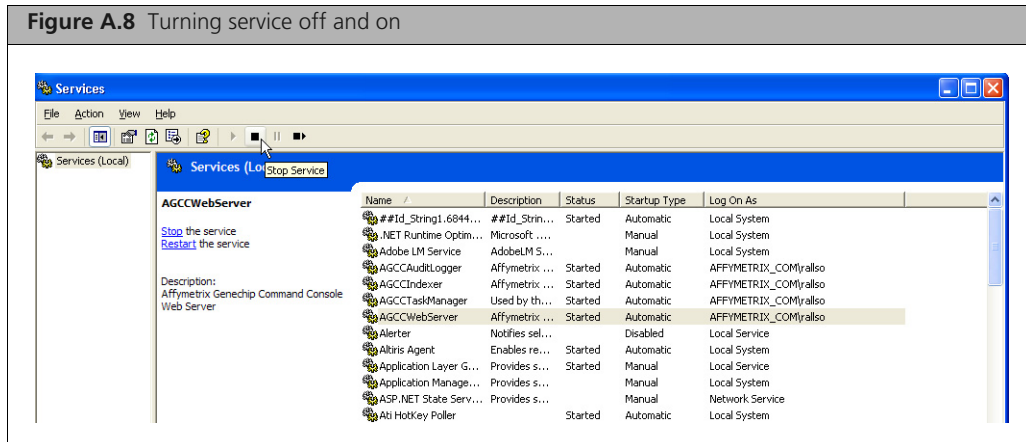 Figure A.8 Turning service off and on
Services
File Action View Help
Stop Service
Services (Local)
Services (Loc
AGCCWebServer
Stop the service
Restart the service
Description:
Affymetrix Genechip Command Console
Web Server
Name Description Status Startup Type Log On As
##Id_String1.6844... ##Id_Strin... Started Automatic Local System
.NET Runtime Optim... Microsoft .... Manual Local System
Adobe LM Service AdobeLM S... Manual Local System
AGCCAuditLogger Affymetrix ... Started Automatic AFFYMETRIX_COM\rallso
AGCCIndexer Affymetrix ... Started Automatic AFFYMETRIX_COM\rallso
AGCCTaskManager Used by th... Started Automatic AFFYMETRIX_COM\rallso
AGCCWebServer Affymetrix ... Started Automatic AFFYMETRIX_COM\rallso
Alerter Notifies sel... Disabled Local Service
Altiris Agent Enables re... Started Automatic Local System
Application Layer G... Provides s... Started Manual Local Service
Application Manage... Provides s... Manual Local System
ASP.NET State Serv... Provides s... Manual Network Service
Ati HotKey Poller Started Automatic Local System